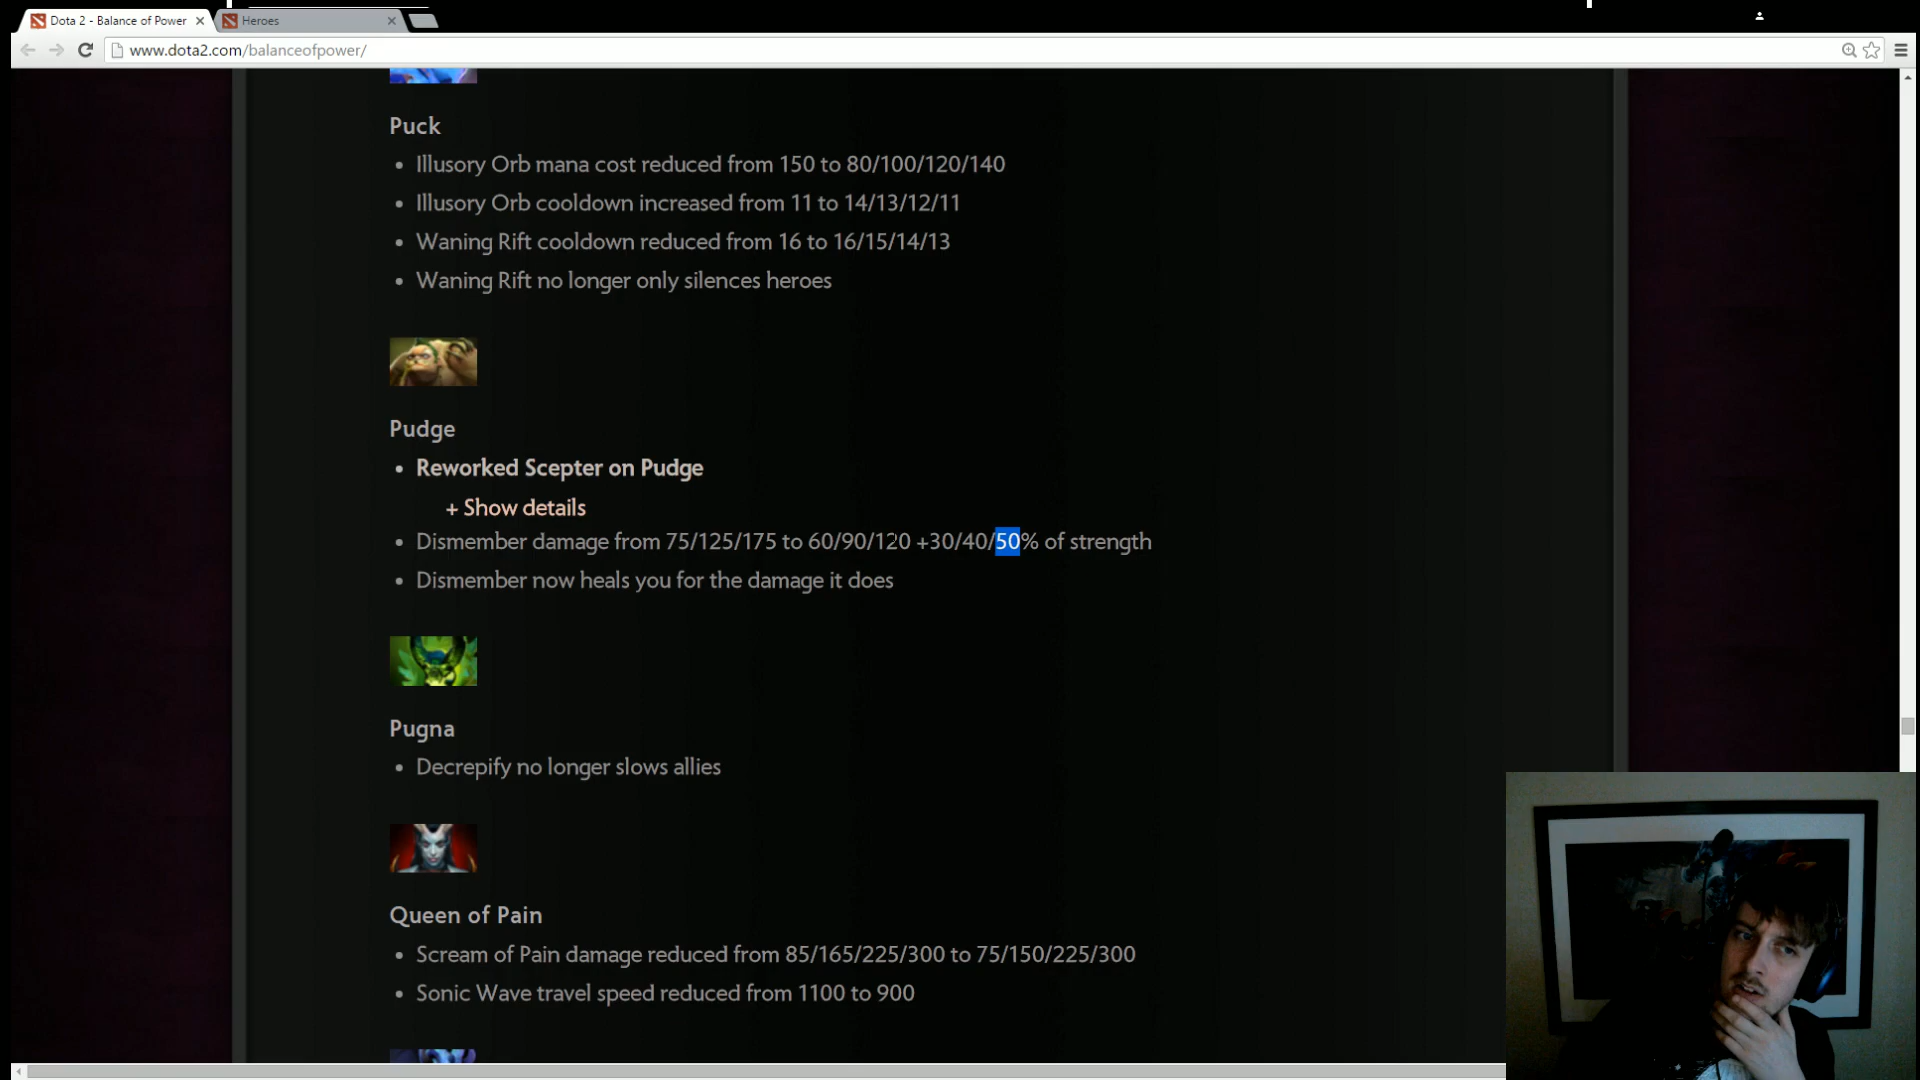 Dota 2 - Balance of Power
Heroes
www.dota2.com/balanceofpower/
Puck
• Illusory Orb mana cost reduced from 150 to 80/100/120/140
• Illusory Orb cooldown increased from 11 to 14/13/12/11
• Waning Rift cooldown reduced from 16 to 16/15/14/13
• Waning Rift no longer only silences heroes
Pudge
• Reworked Scepter on Pudge
+ Show details
• Dismember damage from 75/125/175 to 60/90/120 +30/40/50% of strength
• Dismember now heals you for the damage it does
Pugna
• Decrepify no longer slows allies
Queen of Pain
• Scream of Pain damage reduced from 85/165/225/300 to 75/150/225/300
• Sonic Wave travel speed reduced from 1100 to 900